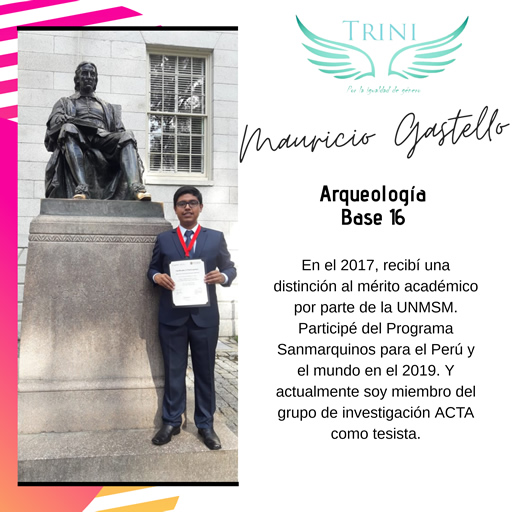 TRINI
Por la igualdad de género
Mauricio Gastello
Arqueología
Base 16
En el 2017, recibí una
distinción al mérito académico
por parte de la UNMSM.
Participé del Programa
Sanmarquinos para el Perú y
el mundo en el 2019. Y
actualmente soy miembro del
grupo de investigación ACTA
como tesista.